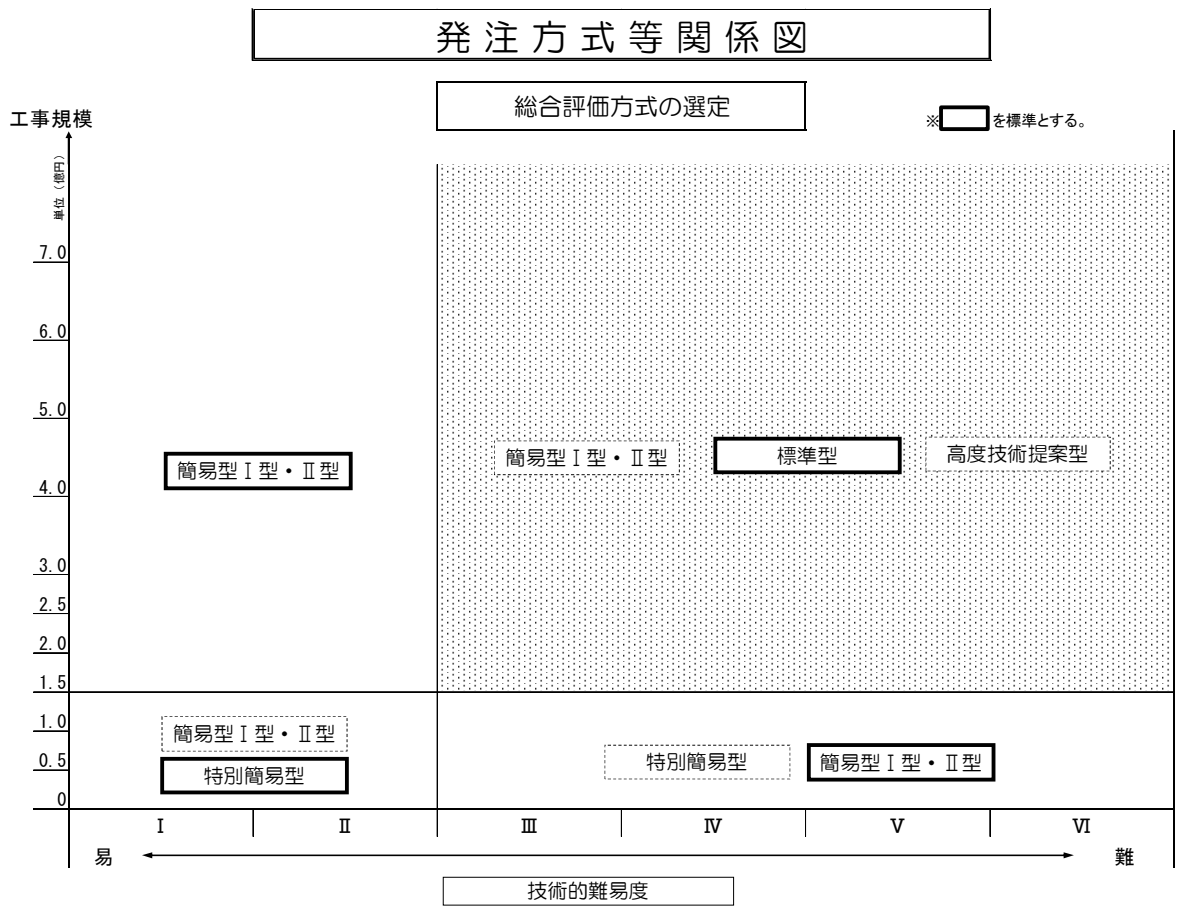 発注方式等関係図
総合評価方式の選定
工事規模
※ を標準とする。
単位(億円)
7.0
6.0
5.0
簡易型Ⅰ型・Ⅱ型
簡易型Ⅰ型・Ⅱ型
標準型
高度技術提案型
4.0
3.0
2.5
2.0
1.5
1.0
簡易型Ⅰ型・Ⅱ型
0.5
特別簡易型
特別簡易型
簡易型Ⅰ型・Ⅱ型
0
Ⅰ Ⅱ Ⅲ Ⅳ Ⅴ Ⅵ
易 難
技術的難易度